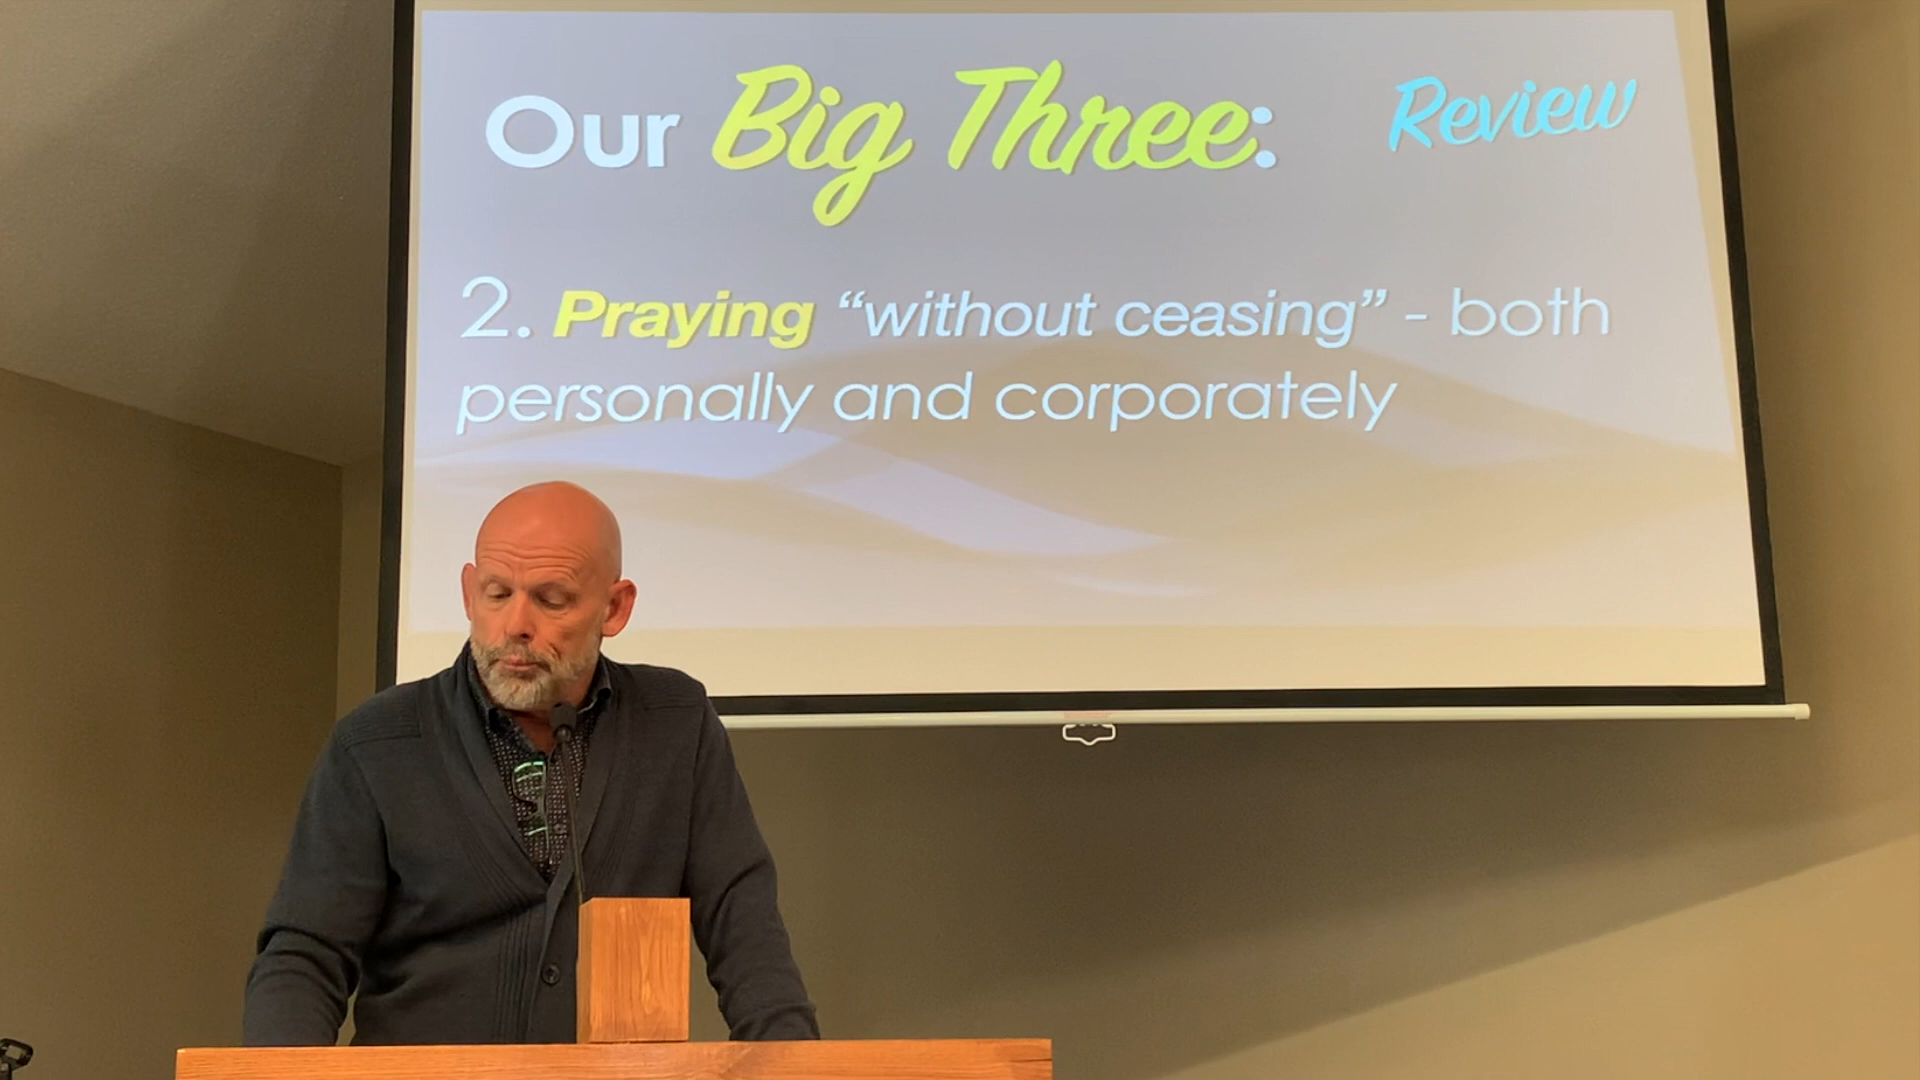 Our Big Three: Review
2. Praying “without ceasing” - both
personally and corporately